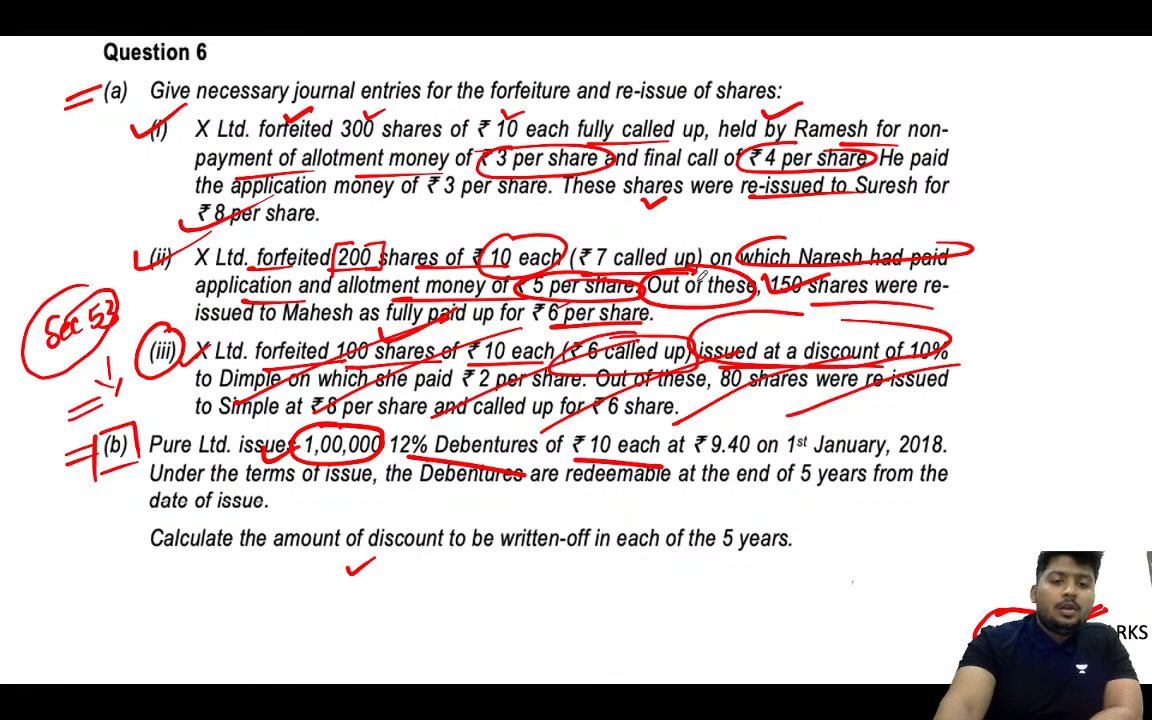 Question 6
(a) Give necessary journal entries for the forfeiture and re-issue of shares:
(i) X Ltd. forfeited 300 shares of ₹ 10 each fully called up, held by Ramesh for non-
payment of allotment money of ₹ 3 per share and final call of ₹ 4 per share. He paid
the application money of ₹ 3 per share. These shares were re-issued to Suresh for
₹ 8 per share.
(ii) X Ltd. forfeited 200 shares of ₹ 10 each (₹ 7 called up) on which Naresh had paid
application and allotment money of ₹ 5 per share. Out of these, 150 shares were re-
issued to Mahesh as fully paid up for ₹ 6 per share.
Sec 53
(iii) X Ltd. forfeited 100 shares of ₹ 10 each (₹ 6 called up) issued at a discount of 10%
to Dimple on which she paid ₹ 2 per share. Out of these, 80 shares were re-issued
to Simple at ₹ 8 per share and called up for ₹ 6 share.
(b) Pure Ltd. issues 1,00,000 12% Debentures of ₹ 10 each at ₹ 9.40 on 1st January, 2018.
Under the terms of issue, the Debentures are redeemable at the end of 5 years from the
date of issue.
Calculate the amount of discount to be written-off in each of the 5 years.
RKS